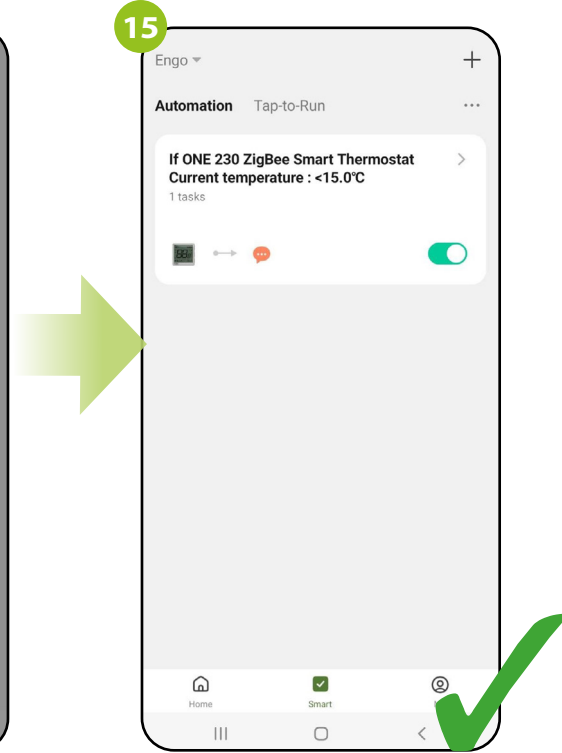 15
Engo
Automation Tap-to-Run
If ONE 230 ZigBee Smart Thermostat
Current temperature : <15.0°C
1 tasks
Home Smart